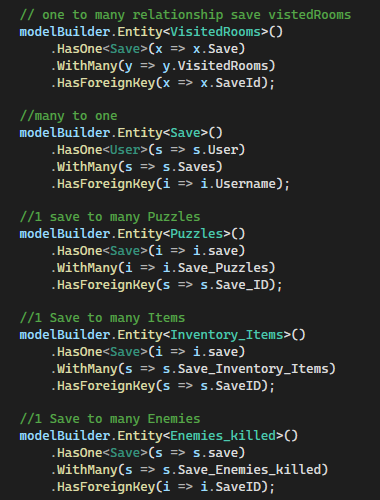 // one to many relationship save vistedRooms
modelBuilder.Entity<VisitedRooms>()
    .HasOne<Save>(x => x.Save)
    .WithMany(y => y.VisitedRooms)
    .HasForeignKey(x => x.SaveId);

//many to one
modelBuilder.Entity<Save>()
    .HasOne<User>(s => s.User)
    .WithMany(s => s.Saves)
    .HasForeignKey(i => i.Username);

//1 save to many Puzzles
modelBuilder.Entity<Puzzles>()
    .HasOne<Save>(i => i.save)
    .WithMany(i => i.Save_Puzzles)
    .HasForeignKey(s => s.Save_ID);

//1 Save to many Items
modelBuilder.Entity<Inventory_Items>()
    .HasOne<Save>(i => i.save)
    .WithMany(s => s.Save_Inventory_Items)
    .HasForeignKey(s => s.SaveID);

//1 Save to many Enemies
modelBuilder.Entity<Enemies_killed>()
    .HasOne<Save>(s => s.save)
    .WithMany(s => s.Save_Enemies_killed)
    .HasForeignKey(i => i.SaveID);